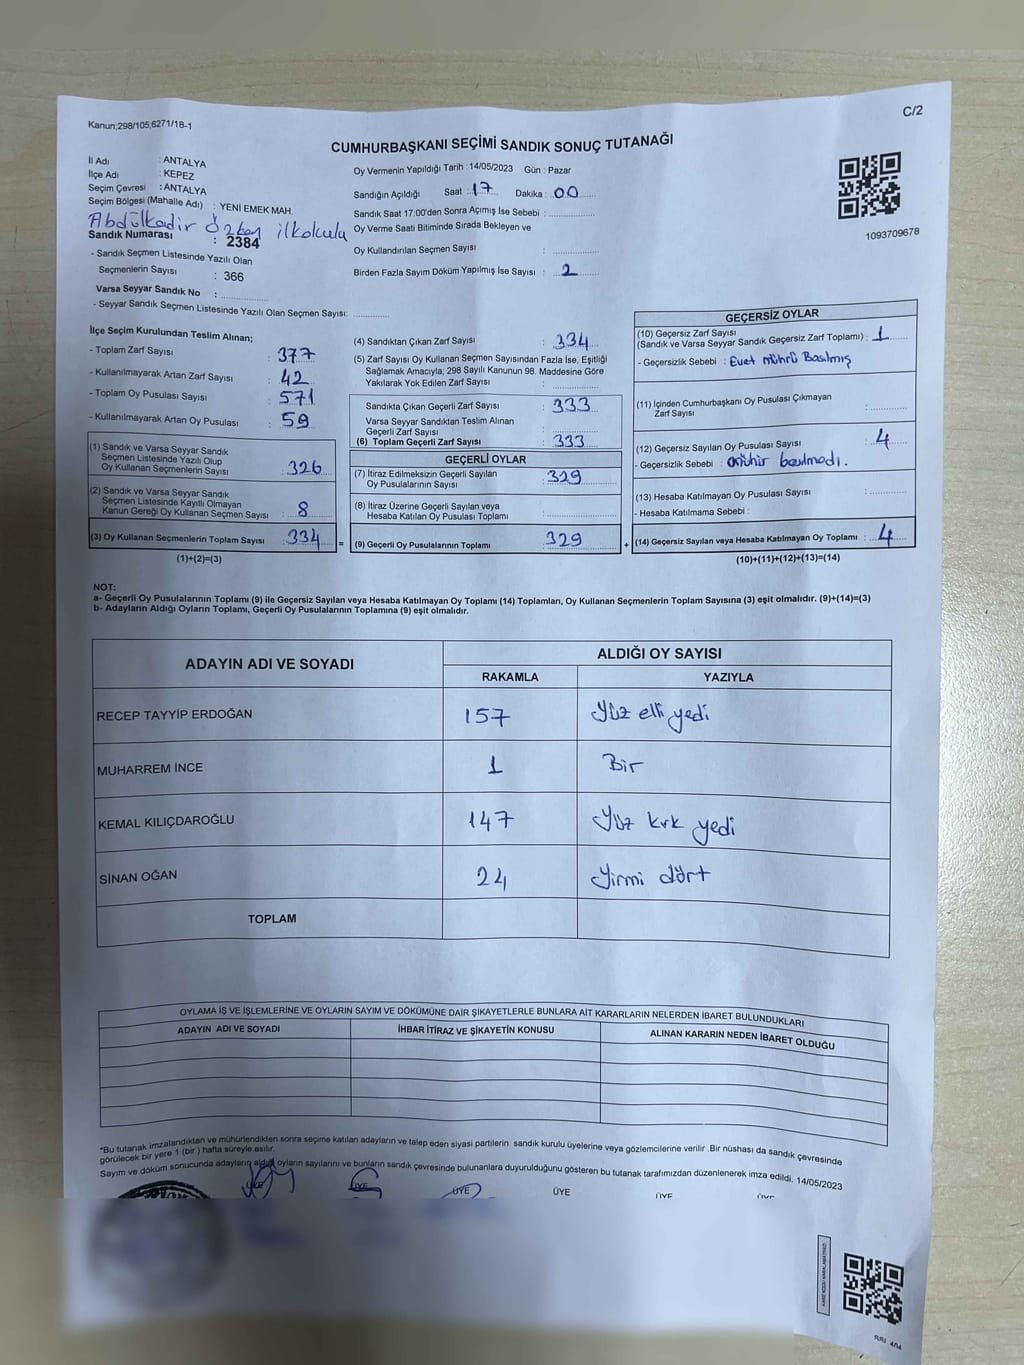 C/2
Kanun;298/105;6271/18-1
CUMHURBAŞKANI SEÇİMİ SANDIK SONUÇ TUTANAĞI
İl Adı : ANTALYA
İlçe Adı : KEPEZ
Seçim Çevresi : ANTALYA
Seçim Bölgesi (Mahalle Adı) : YENİ EMEK MAH.
Abdülkadir Özkan ilkokulu
Sandık Numarası : 2384
- Sandık Seçmen Listesinde Yazılı Olan
Seçmenlerin Sayısı : 366
Varsa Seyyar Sandık No :
- Seyyar Sandık Seçmen Listesinde Yazılı Olan Seçmen Sayısı:
Oy Vermenin Yapıldığı Tarih : 14/05/2023 Gün : Pazar
Sandığın Açıldığı Saat : 17 Dakika : 00
Sandık Saat 17:00'den Sonra Açımış İse Sebebi :
Oy Verme Saati Bitiminde Sırada Bekleyen ve
Oy Kullandırılan Seçmen Sayısı :
Birden Fazla Sayım Döküm Yapılmış İse Sayısı : 2
1093709678
İlçe Seçim Kurulundan Teslim Alınan;
- Toplam Zarf Sayısı : 377
- Kullanılmayarak Artan Zarf Sayısı : 42
- Toplam Oy Pusulası Sayısı : 571
- Kullanılmayarak Artan Oy Pusulası : 59
(1) Sandık ve Varsa Seyyar Sandık
Seçmen Listesinde Yazılı Olup
Oy Kullanan Seçmenlerin Sayısı : 326
(2) Sandık ve Varsa Seyyar Sandık
Seçmen Listesinde Kayıtlı Olmayan
Kanun Gereği Oy Kullanan Seçmen Sayısı : 8
(3) Oy Kullanan Seçmenlerin Toplam Sayısı : 334
(1)+(2)=(3)
(4) Sandıktan Çıkan Zarf Sayısı : 334
(5) Zarf Sayısı Oy Kullanan Seçmen Sayısından Fazla İse, Eşitliği
Sağlamak Amacıyla; 298 Sayılı Kanunun 98. Maddesine Göre
Yakılarak Yok Edilen Zarf Sayısı :
Sandıkta Çıkan Geçerli Zarf Sayısı : 333
Varsa Seyyar Sandıktan Teslim Alınan
Geçerli Zarf Sayısı :
(6) Toplam Geçerli Zarf Sayısı : 333
GEÇERLİ OYLAR
(7) İtiraz Edilmeksizin Geçerli Sayılan
Oy Pusulalarının Sayısı : 329
(8) İtiraz Üzerine Geçerli Sayılan veya
Hesaba Katılan Oy Pusulası Toplamı :
= (9) Geçerli Oy Pusulalarının Toplamı : 329 +
GEÇERSİZ OYLAR
(10) Geçersiz Zarf Sayısı
(Sandık ve Varsa Seyyar Sandık Geçersiz Zarf Toplamı) : 1
- Geçersizlik Sebebi : Evet mührü Basılmış
(11) İçinden Cumhurbaşkanı Oy Pusulası Çıkmayan
Zarf Sayısı :
(12) Geçersiz Sayılan Oy Pusulası Sayısı : 4
- Geçersizlik Sebebi : mühür basılmadı.
(13) Hesaba Katılmayan Oy Pusulası Sayısı :
- Hesaba Katılmama Sebebi :
(14) Geçersiz Sayılan veya Hesaba Katılmayan Oy Toplamı : 4
(10)+(11)+(12)+(13)=(14)
NOT:
a- Geçerli Oy Pusulalarının Toplamı (9) ile Geçersiz Sayılan veya Hesaba Katılmayan Oy Toplamı (14) Toplamları, Oy Kullanan Seçmenlerin Toplam Sayısına (3) eşit olmalıdır. (9)+(14)=(3)
b- Adayların Aldığı Oyların Toplamı, Geçerli Oy Pusulalarının Toplamına (9) eşit olmalıdır.
ADAYIN ADI VE SOYADI ALDIĞI OY SAYISI
RAKAMLA YAZIYLA
RECEP TAYYİP ERDOĞAN 157 Yüz elli yedi
MUHARREM İNCE 1 Bir
KEMAL KILIÇDAROĞLU 147 Yüz kırk yedi
SİNAN OĞAN 24 Yirmi dört
TOPLAM
OYLAMA İŞ VE İŞLEMLERİNE VE OYLARIN SAYIM VE DÖKÜMÜNE DAİR ŞİKAYETLERLE BUNLARA AİT KARARLARIN NELERDEN İBARET BULUNDUKLARI
ADAYIN ADI VE SOYADI İHBAR İTİRAZ VE ŞİKAYETİN KONUSU ALINAN KARARIN NEDEN İBARET OLDUĞU
*Bu tutanak imzalandıktan ve mühürlendikten sonra seçime katılan adayların ve talep eden siyasi partilerin sandık kurulu üyelerine veya gözlemcilerine verilir .Bir nüshası da sandık çevresinde
görülecek bir yere 1 (bir ) hafta süreyle asılır.
Sayım ve döküm sonucunda adayların aldığı oyların sayılarını ve bunların sandık çevresinde bulunanlara duyurulduğunu gösteren bu tutanak tarafımızdan düzenlenerek imza edildi. 14/05/2023
ÜYE ÜYE ÜYE ÜYE ÜYE ÜYE